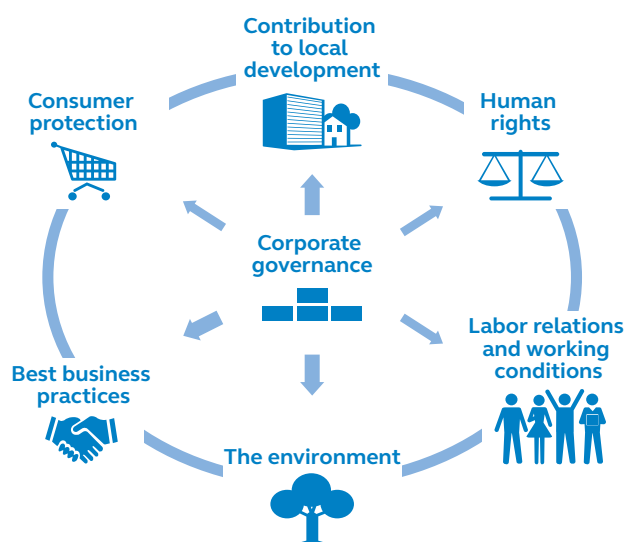 Contribution
to local
development
Consumer
protection
Human
rights
Corporate
governance
Labor relations
and working
conditions
Best business
practices
The environment